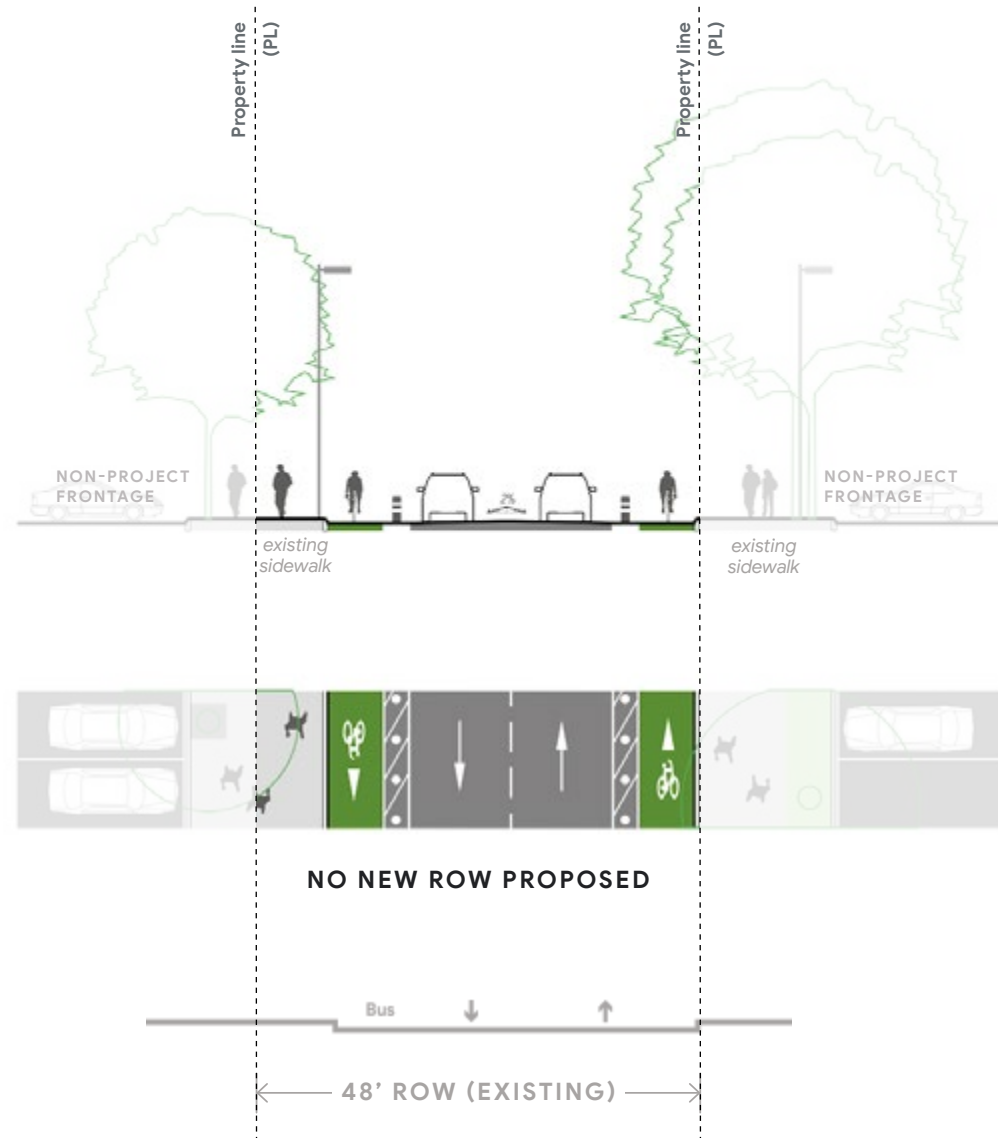 Property line
(PL)
Property line
(PL)
NON-PROJECT
FRONTAGE
NON-PROJECT
FRONTAGE
existing
sidewalk
existing
sidewalk
NO NEW ROW PROPOSED
Bus
48’ ROW (EXISTING)